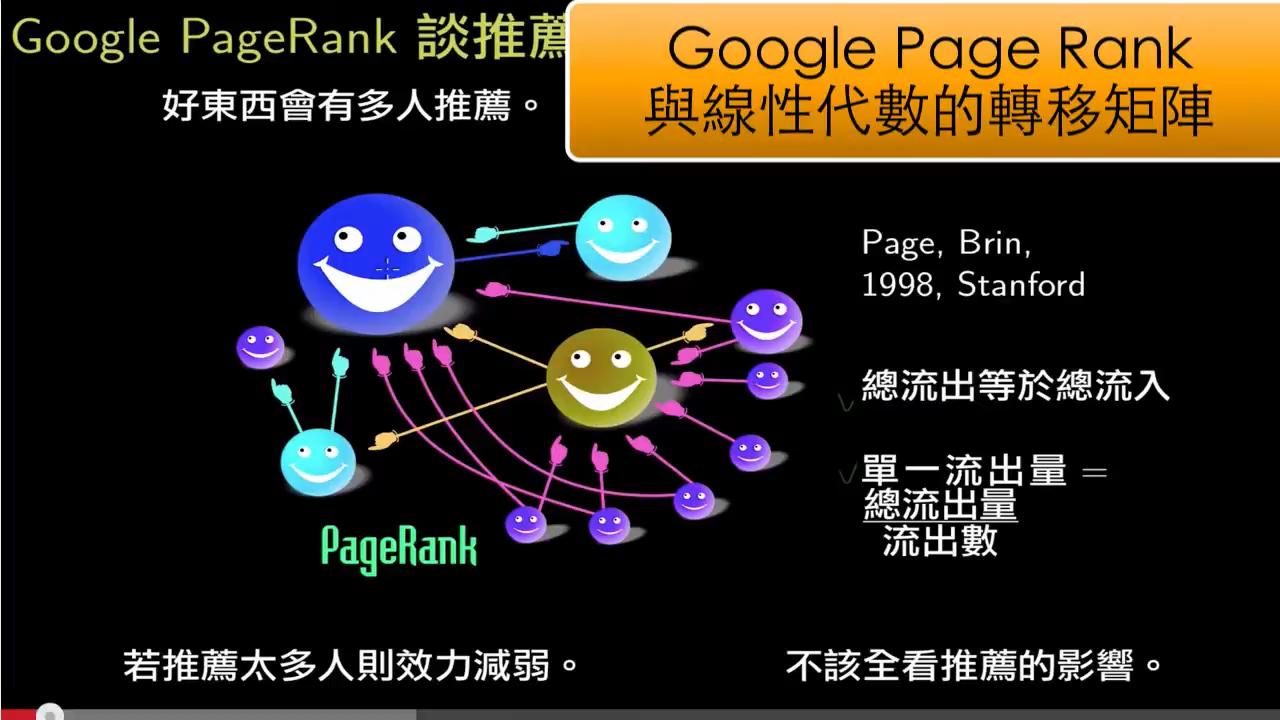 Google PageRank 談推薦
Google Page Rank
與線性代數的轉移矩陣
好東西會有多人推薦。
Page, Brin,
1998, Stanford
總流出等於總流入
單一流出量 =
總流出量
流出數
PageRank
若推薦太多人則效力減弱。
不該全看推薦的影響。